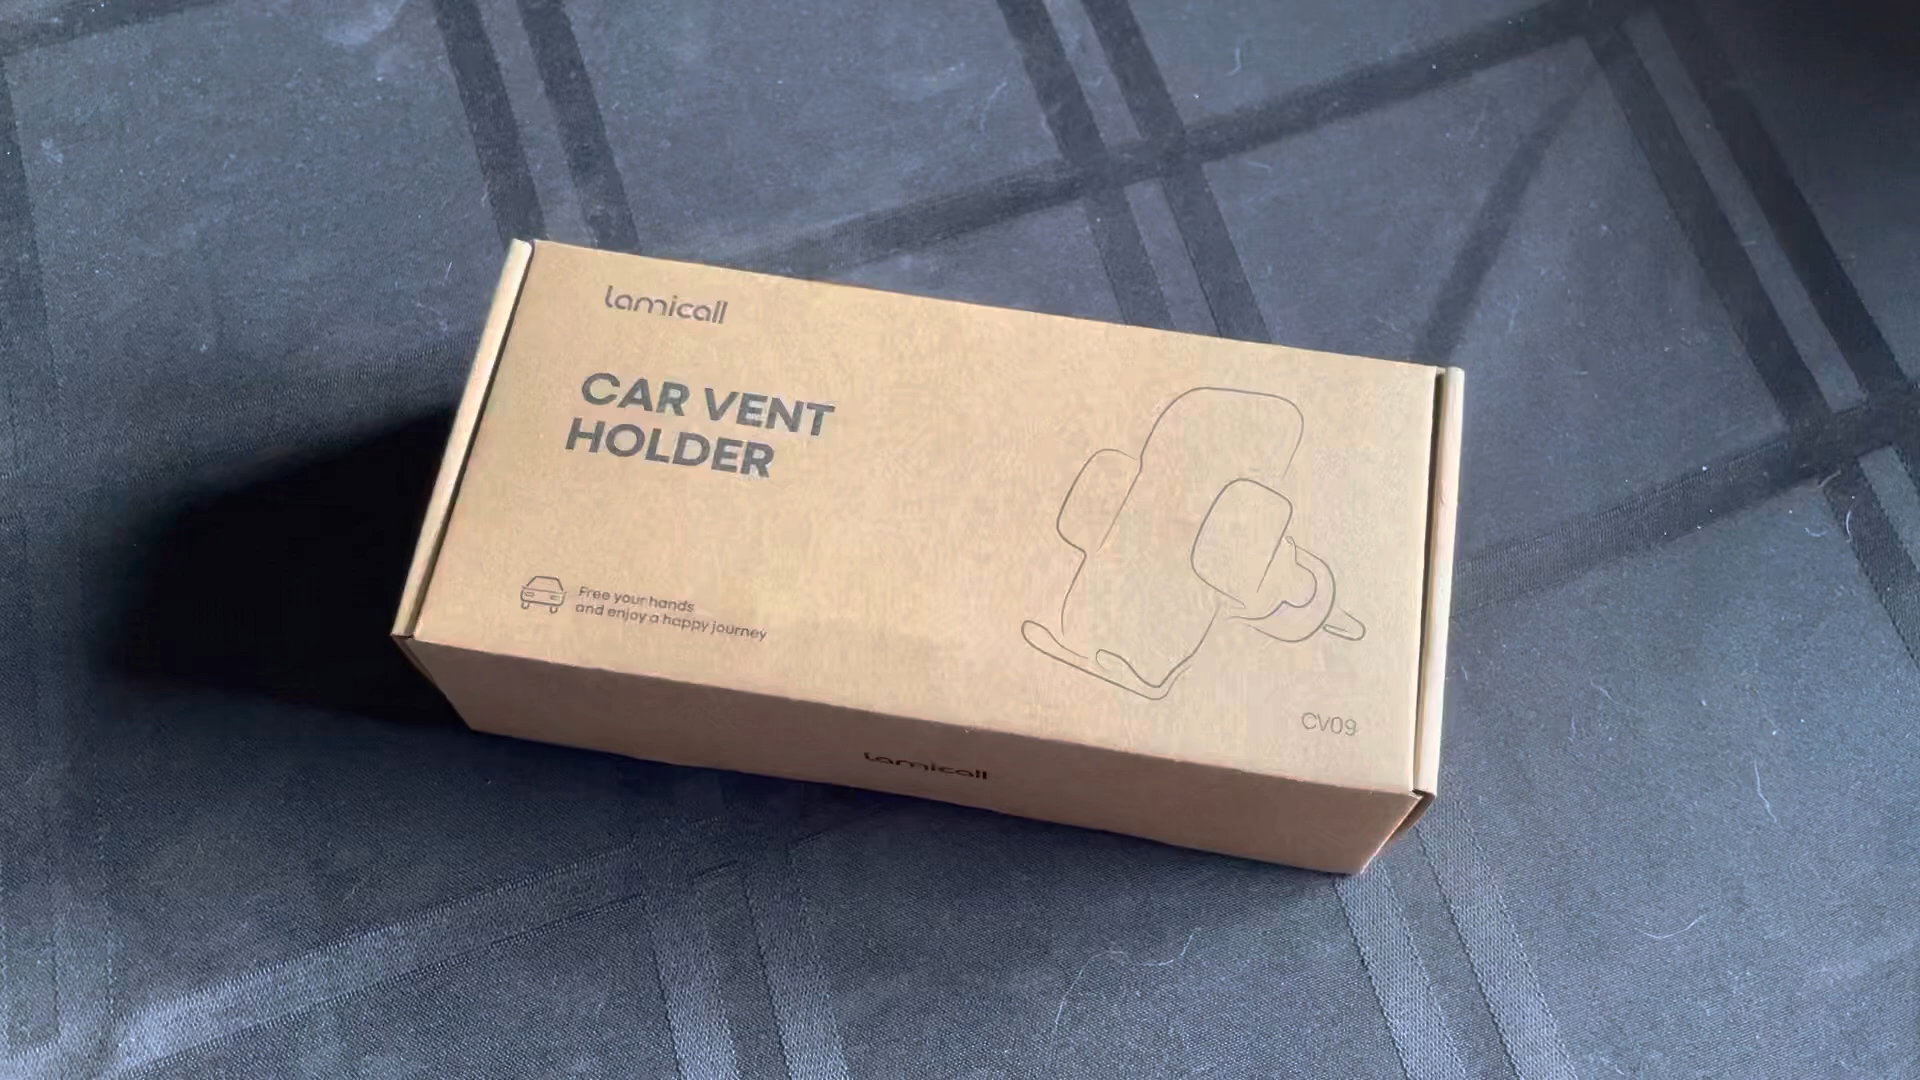 Lamicall
CAR VENT
HOLDER
Free your hands
and enjoy a happy journey
CV09
Lamicall